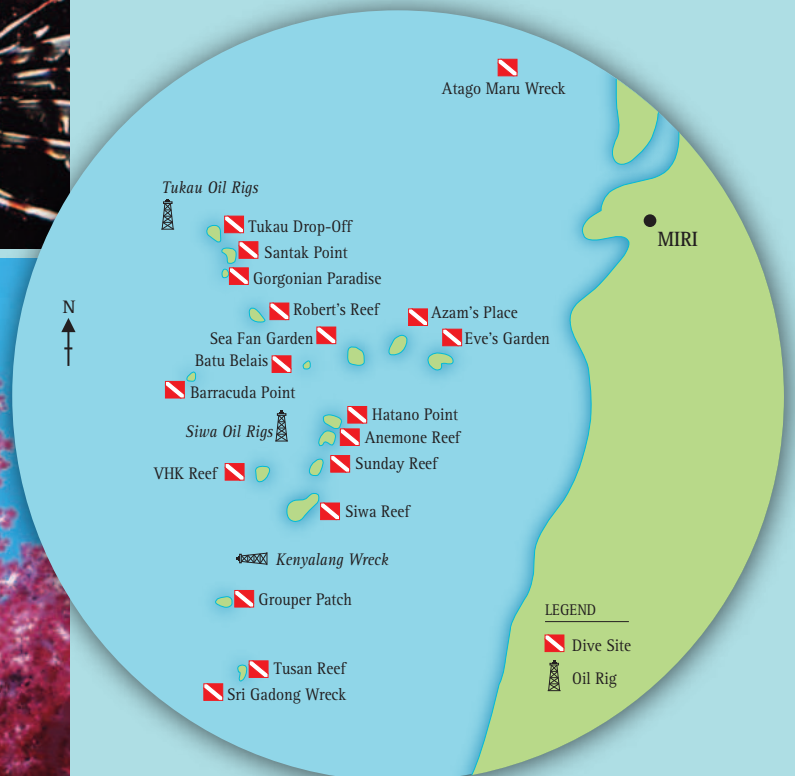 Atago Maru Wreck
Tukau Oil Rigs
Tukau Drop-Off
MIRI
Santak Point
Gorgonian Paradise
N
Robert's Reef
Azam's Place
Sea Fan Garden
Eve's Garden
Batu Belais
Barracuda Point
Hatano Point
Siwa Oil Rigs
Anemone Reef
Sunday Reef
VHK Reef
Siwa Reef
Kenyalang Wreck
Grouper Patch
LEGEND
Dive Site
Tusan Reef
Oil Rig
Sri Gadong Wreck